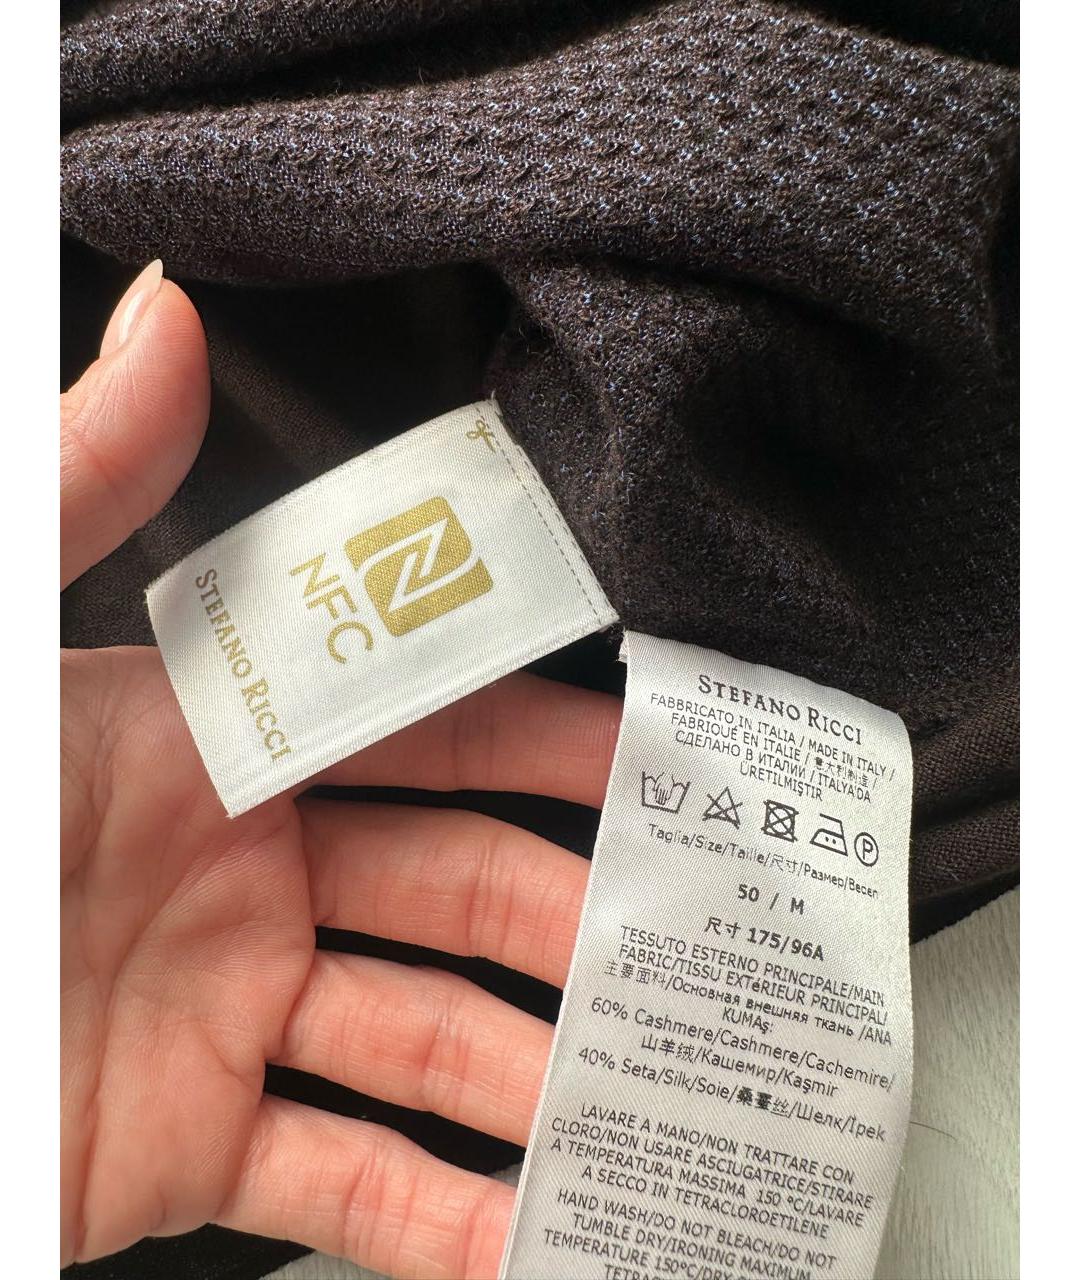 NFC
STEFANO RICCI
STEFANO RICCI
FABBRICATO IN ITALIA / MADE IN ITALY /
FABRIQUÉ EN ITALIE / 意大利制造 /
СДЕЛАНО В ИТАЛИИ / ITALYA'DA
ÜRETILMIŞTIR
P
Taglia/Size/Taille/尺寸/Размер/Beden
50 / M
尺寸 175/96A
TESSUTO ESTERNO PRINCIPALE/MAIN
FABRIC/TISSU EXTéRIEUR PRINCIPAL/
主要面料/Основная внешняя ткань /ANA
KUMAş:
60% Cashmere/Cashmere/Cachemire/
山羊绒/Кашемир/Kaşmir
40% Seta/Silk/Soie/桑蚕丝/Шелк/İpek
LAVARE A MANO/NON TRATTARE CON
CLORO/NON USARE ASCIUGATRICE/STIRARE
A TEMPERATURA MASSIMA 150 °C/LAVARE
A SECCO IN TETRACLOROETILENE
HAND WASH/DO NOT BLEACH/DO NOT
TUMBLE DRY/IRONING MAXIMUM
TEMPERATURE 150°C/DRY